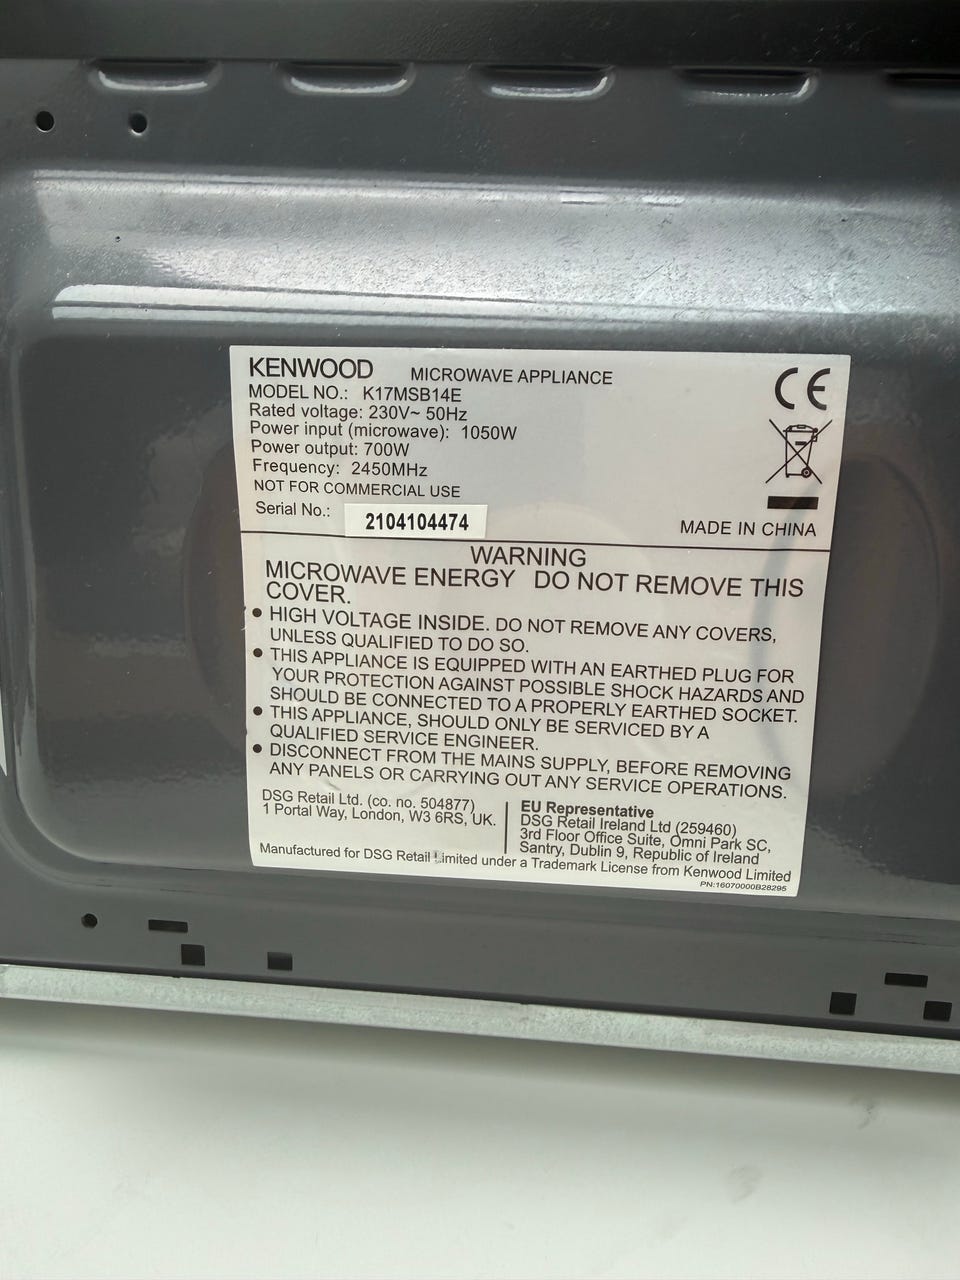 KENWOOD MICROWAVE APPLIANCE
MODEL NO.: K17MSB14E
Rated voltage: 230V~ 50Hz
Power input (microwave): 1050W
Power output: 700W
Frequency: 2450MHz
NOT FOR COMMERCIAL USE
Serial No.: 2104104474
CE
MADE IN CHINA
WARNING
MICROWAVE ENERGY DO NOT REMOVE THIS
COVER.
● HIGH VOLTAGE INSIDE. DO NOT REMOVE ANY COVERS,
UNLESS QUALIFIED TO DO SO.
● THIS APPLIANCE IS EQUIPPED WITH AN EARTHED PLUG FOR
YOUR PROTECTION AGAINST POSSIBLE SHOCK HAZARDS AND
SHOULD BE CONNECTED TO A PROPERLY EARTHED SOCKET.
● THIS APPLIANCE, SHOULD ONLY BE SERVICED BY A
QUALIFIED SERVICE ENGINEER.
● DISCONNECT FROM THE MAINS SUPPLY, BEFORE REMOVING
ANY PANELS OR CARRYING OUT ANY SERVICE OPERATIONS.
DSG Retail Ltd. (co. no. 504877)
1 Portal Way, London, W3 6RS, UK.
EU Representative
DSG Retail Ireland Ltd (259460)
3rd Floor Office Suite, Omni Park SC,
Santry, Dublin 9, Republic of Ireland
Manufactured for DSG Retail Limited under a Trademark License from Kenwood Limited
PN:16070000B28295